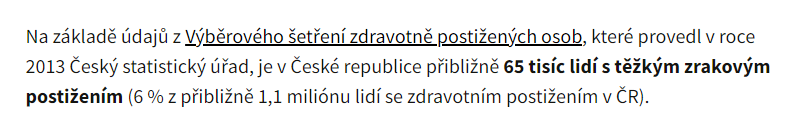 Na základě údajů z Výběrového šetření zdravotně postižených osob, které provedl v roce
2013 Český statistický úřad, je v České republice přibližně 65 tisíc lidí s těžkým zrakovým
postižením (6 % z přibližně 1,1 miliónu lidí se zdravotním postižením v ČR).